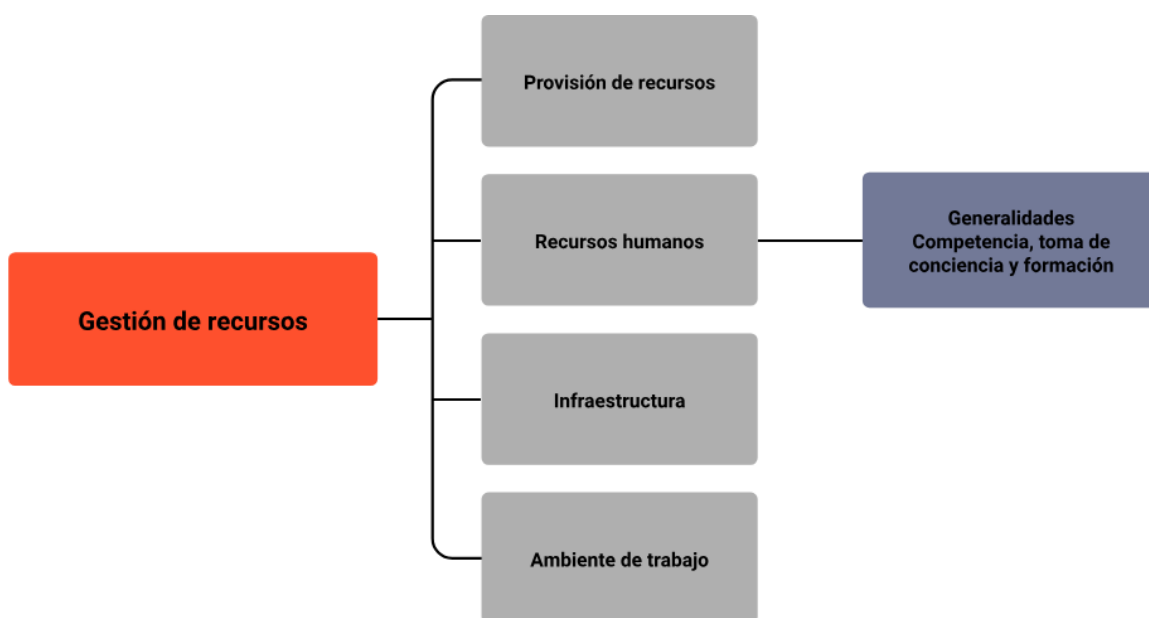 Provisión de recursos
Recursos humanos
Generalidades
Competencia, toma de
conciencia y formación
Gestión de recursos
Infraestructura
Ambiente de trabajo